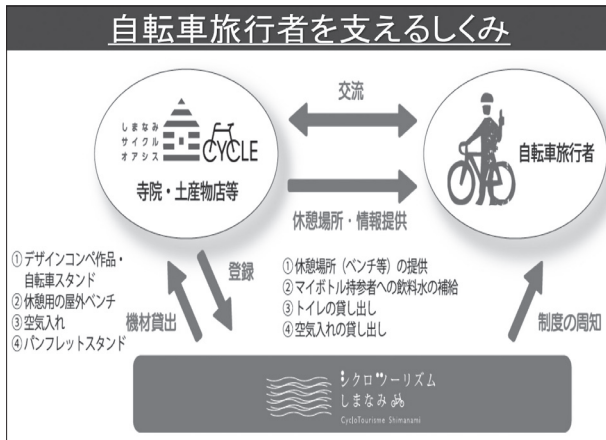 自転車旅行者を支えるしくみ
交流
しまなみ
サイクル
オアシス
CYCLE
寺院・土産物店等
自転車旅行者
休憩場所・情報提供
① デザインコンペ作品・
自転車スタンド
② 休憩用の屋外ベンチ
③ 空気入れ
④ パンフレットスタンド
機材貸出
登録
① 休憩場所（ベンチ等）の提供
② マイボトル持参者への飲料水の補給
③ トイレの貸し出し
④ 空気入れの貸し出し
制度の周知
シクロツーリズム
しまなみ
CycloTourisme Shimanami